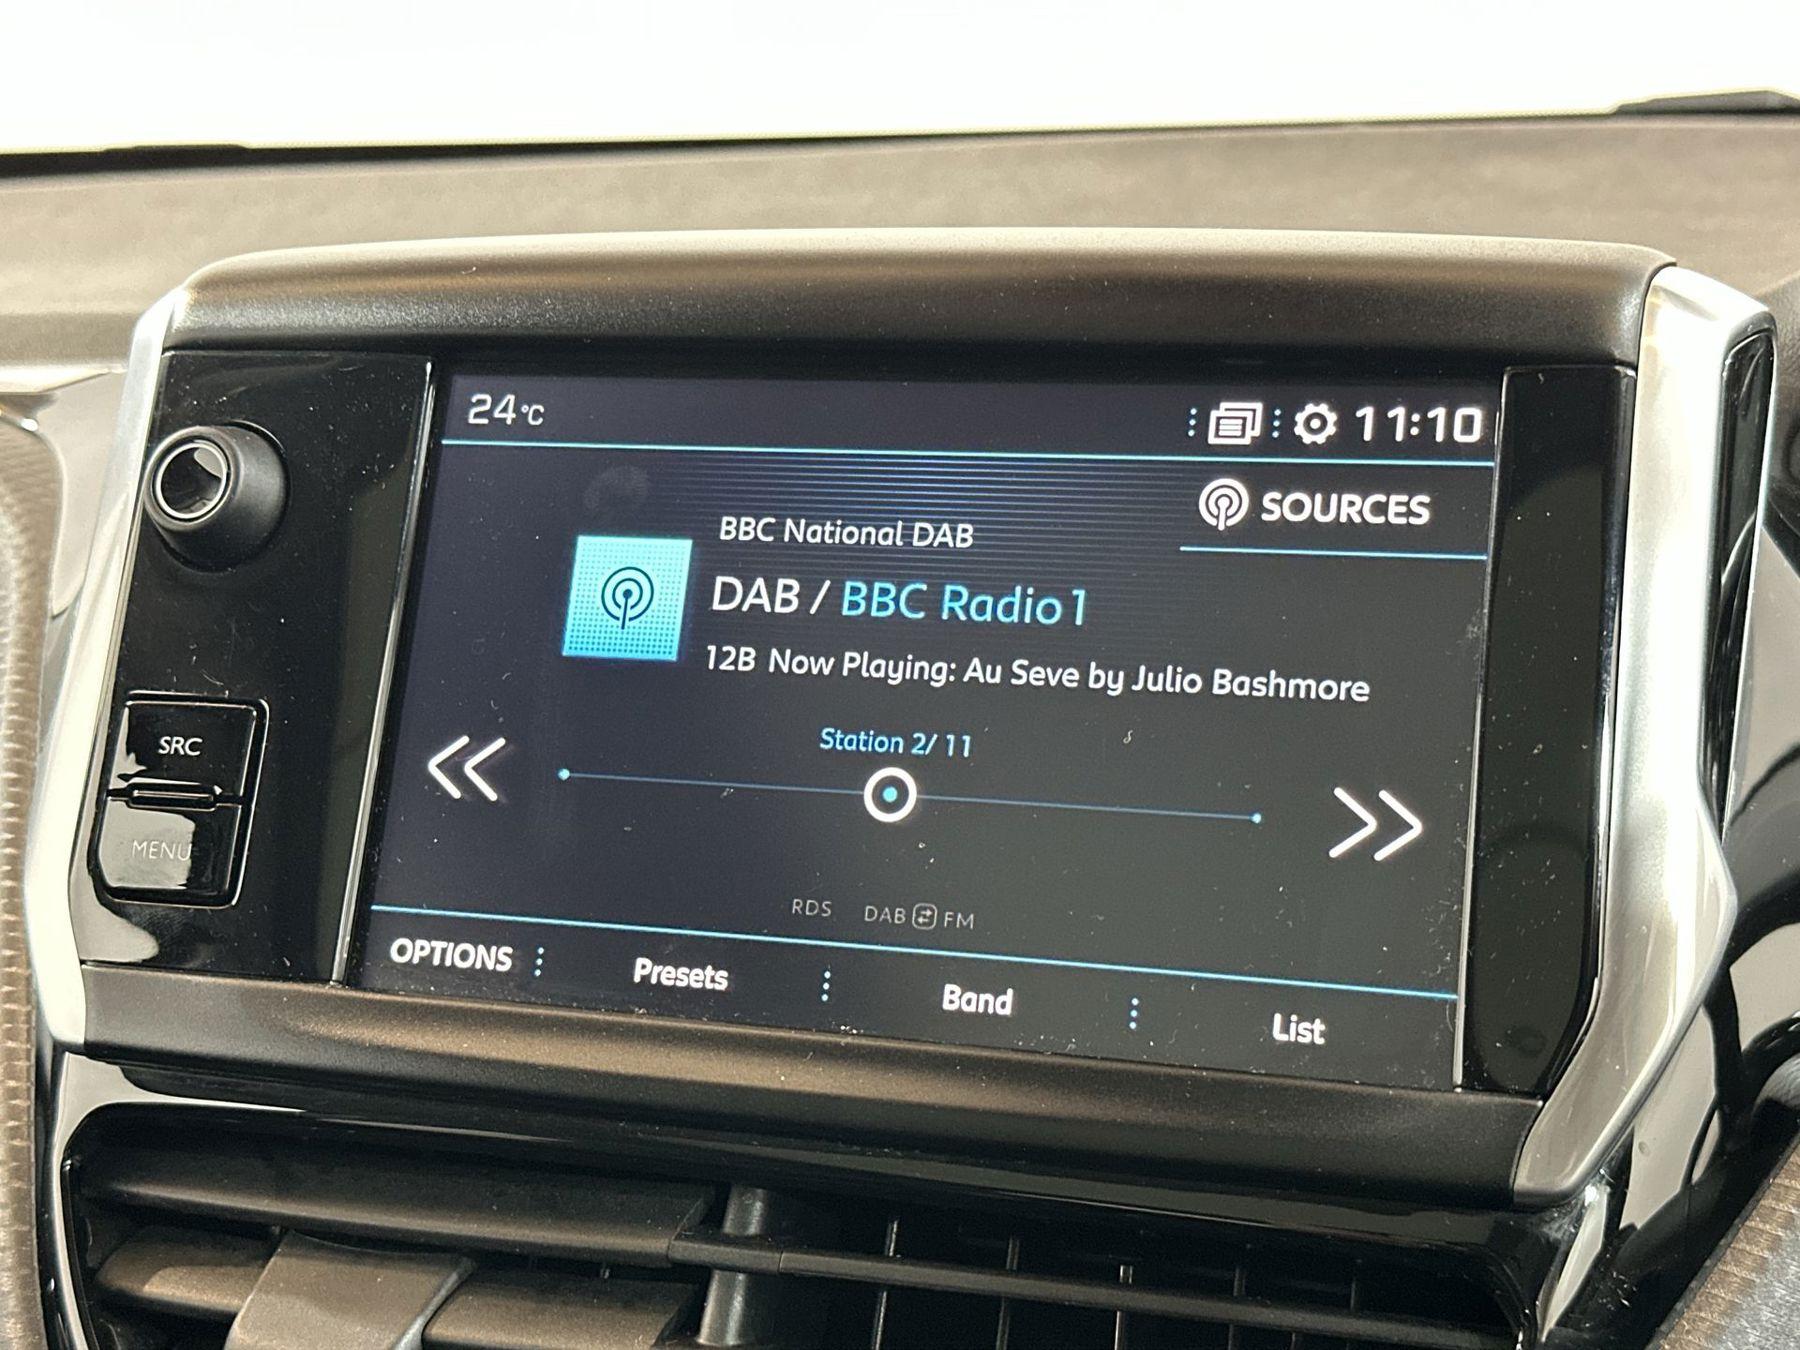 24°C
11:10
SOURCES
BBC National DAB
DAB / BBC Radio 1
12B Now Playing: Au Seve by Julio Bashmore
Station 2/ 11
SRC
MENU
RDS DAB FM
OPTIONS Presets Band List